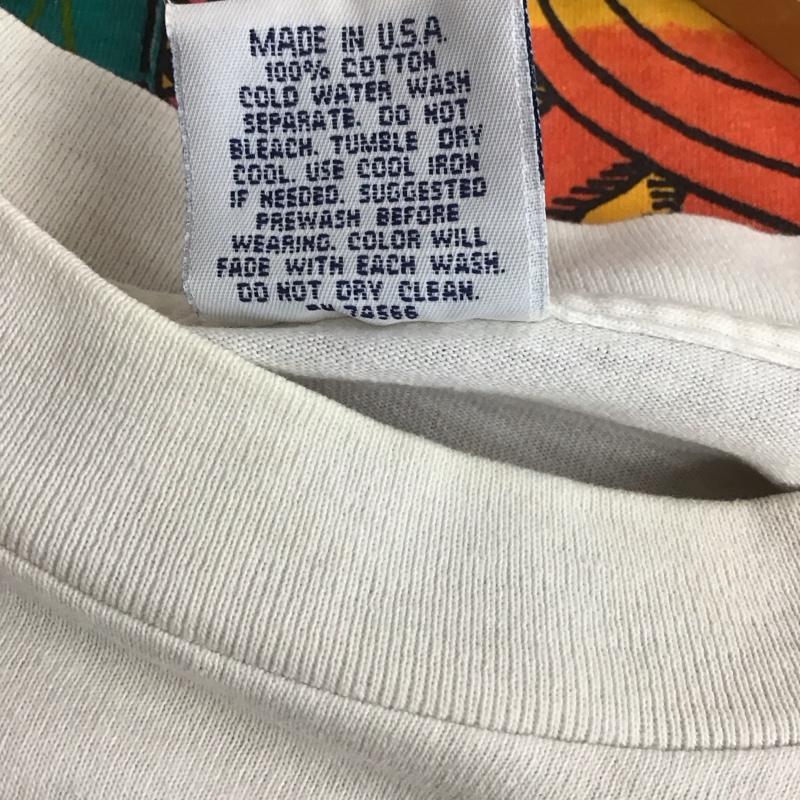 MADE IN U.S.A.
100% COTTON
COLD WATER WASH
SEPARATE. DO NOT
BLEACH. TUMBLE DRY
COOL. USE COOL IRON
IF NEEDED. SUGGESTED
PREWASH BEFORE
WEARING. COLOR WILL
FADE WITH EACH WASH.
DO NOT DRY CLEAN.
74566